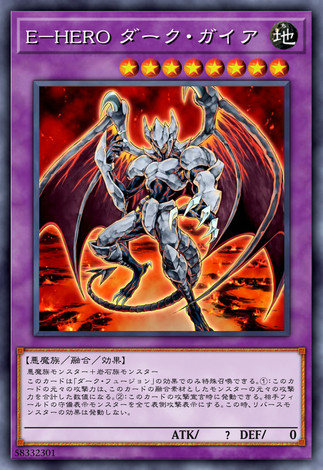 E-HERO ダーク・ガイア
地
【悪魔族/融合/効果】
悪魔族モンスター+岩石族モンスター
このカードは「ダーク・フュージョン」の効果でのみ特殊召喚できる。①:このカー
ドの元々の攻撃力は、このカードの融合素材としたモンスターの元々の攻撃
力を合計した数値になる。②:このカードの攻撃宣言時に発動できる。相手フィ
ールドの守備表示モンスターを全て表側攻撃表示にする。この時、リバースモ
ンスターの効果は発動しない。
ATK/ ? DEF/ 0
58332301